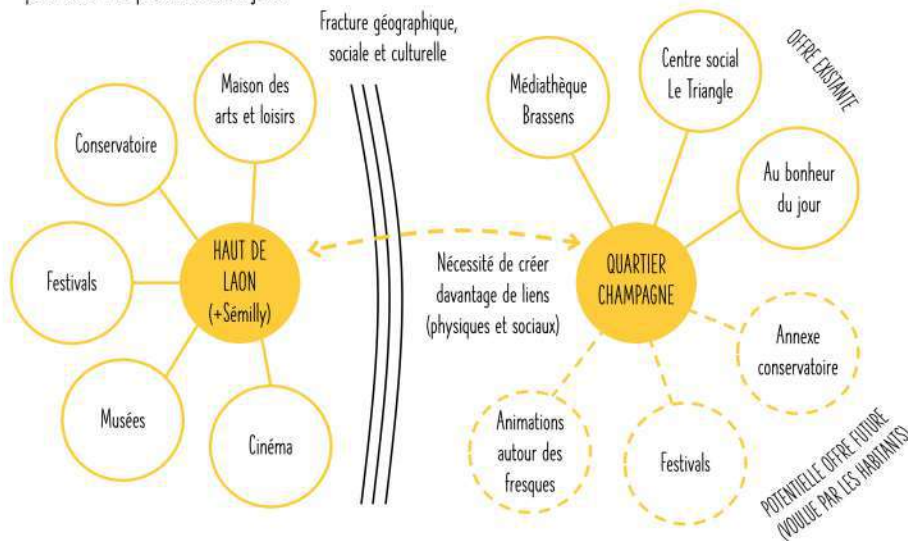 Fracture géographique,
sociale et culturelle
Maison des
arts et loisirs
Conservatoire
Festivals
Musées
Cinéma
HAUT DE
LAON
(+Sémilly)
Nécessité de créer
davantage de liens
(physiques et sociaux)
Médiathèque
Brassens
Centre social
Le Triangle
OFFRE EXISTANTE
Au bonheur
du jour
QUARTIER
CHAMPAGNE
Annexe
conservatoire
Festivals
Animations
autour des
fresques
POTENTIELLE OFFRE FUTURE
(VOULUE PAR LES HABITANTS)